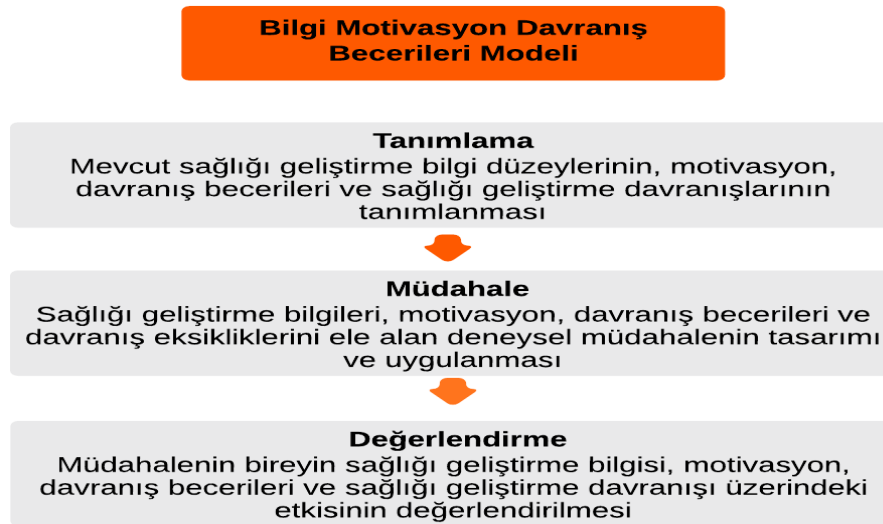 Bilgi Motivasyon Davranış
Becerileri Modeli
Tanımlama
Mevcut sağlığı geliştirme bilgi düzeylerinin, motivasyon,
davranış becerileri ve sağlığı geliştirme davranışlarının
tanımlanması
Müdahale
Sağlığı geliştirme bilgileri, motivasyon, davranış becerileri ve
davranış eksikliklerini ele alan deneysel müdahalenin tasarımı
ve uygulanması
Değerlendirme
Müdahalenin bireyin sağlığı geliştirme bilgisi, motivasyon,
davranış becerileri ve sağlığı geliştirme davranışı üzerindeki
etkisinin değerlendirilmesi